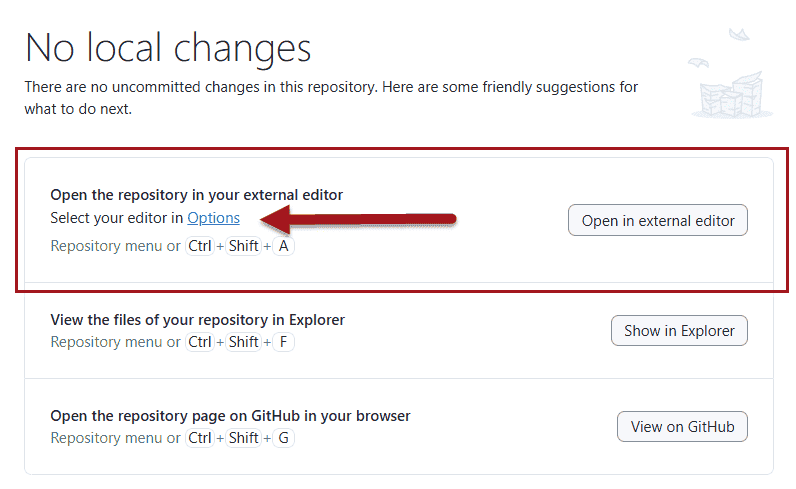 No local changes
There are no uncommitted changes in this repository. Here are some friendly suggestions for
what to do next.
Open the repository in your external editor
Select your editor in Options
Repository menu or Ctrl + Shift + A
Open in external editor
View the files of your repository in Explorer
Repository menu or Ctrl + Shift + F
Show in Explorer
Open the repository page on GitHub in your browser
Repository menu or Ctrl + Shift + G
View on GitHub